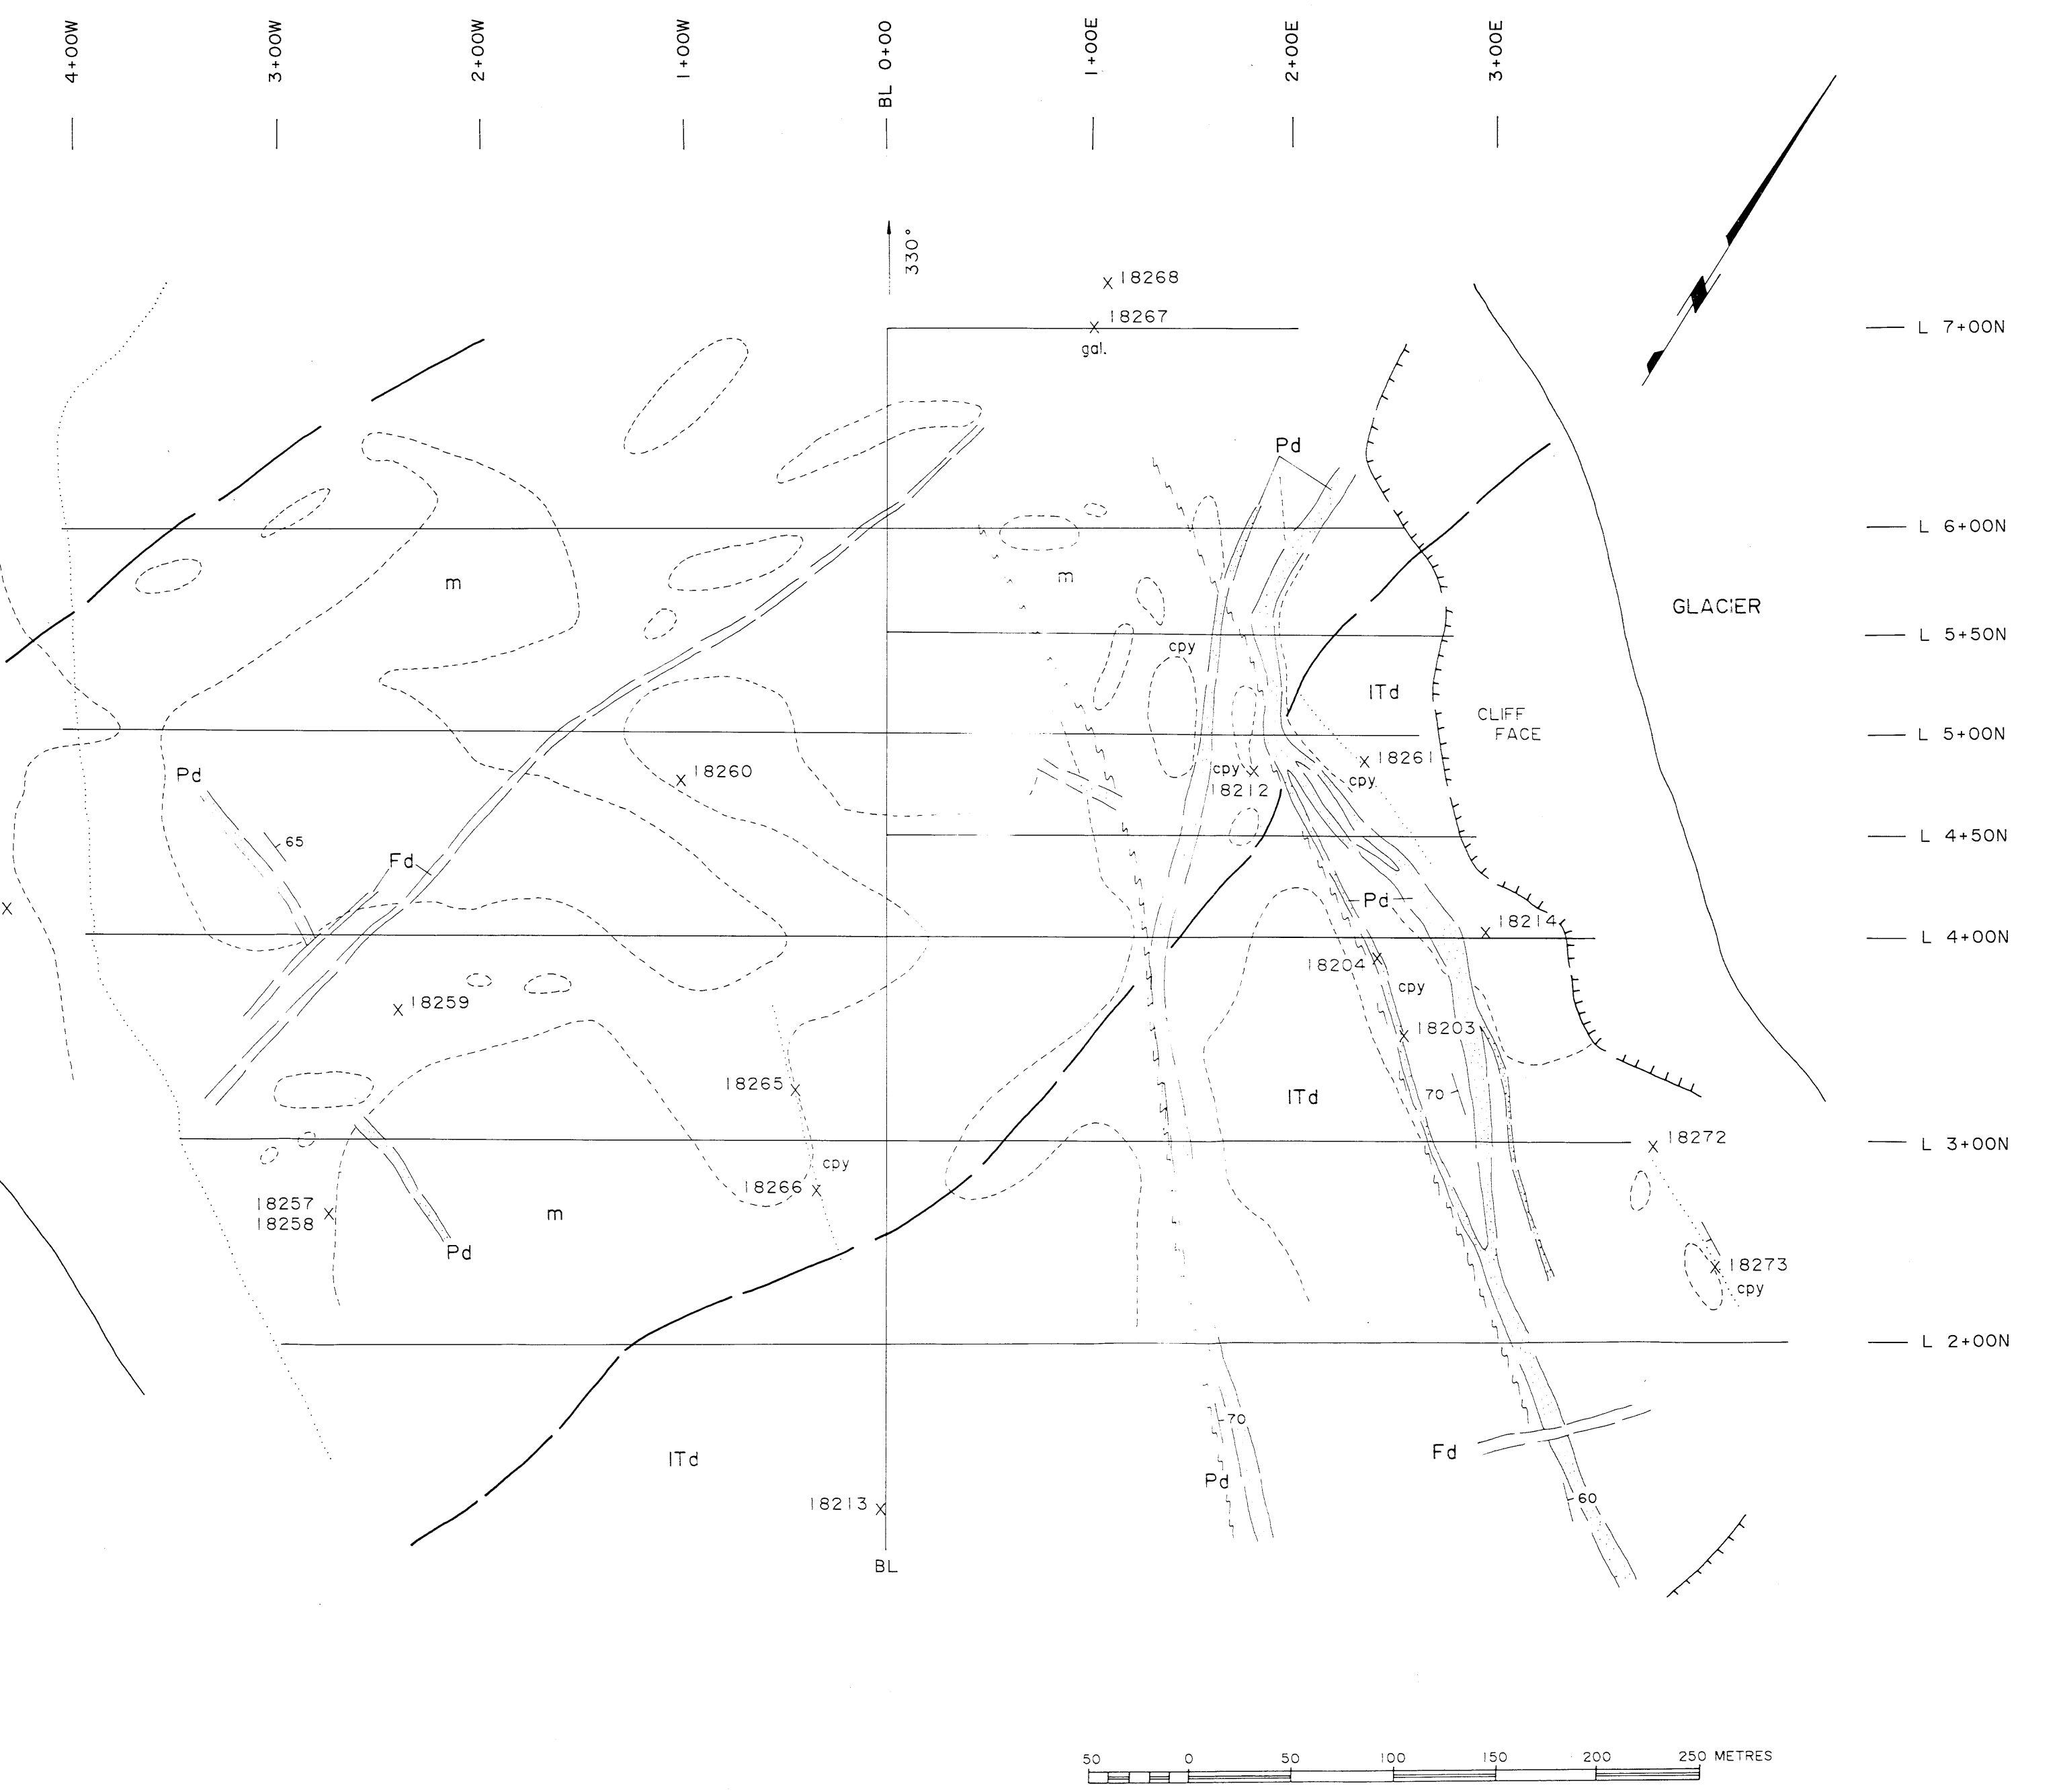 4+00W
3+00W
2+00W
1+00W
BL 0+00
1+00E
2+00E
3+00E
330°
18268
18267
gal.
L 7+00N
Pd
L 6+00N
m
m
GLACIER
L 5+50N
cpy
ITd
CLIFF
FACE
L 5+00N
Pd
18260
cpy
18212
18261
cpy
65
L 4+50N
Fd
Pd
18214
L 4+00N
18204
cpy
18259
18203
18265
70
ITd
18272
L 3+00N
cpy
18266
18257
18258
m
Pd
18273
cpy
L 2+00N
70
ITd
Fd
Pd
18213
60
BL
50 0 50 100 150 200 250 METRES